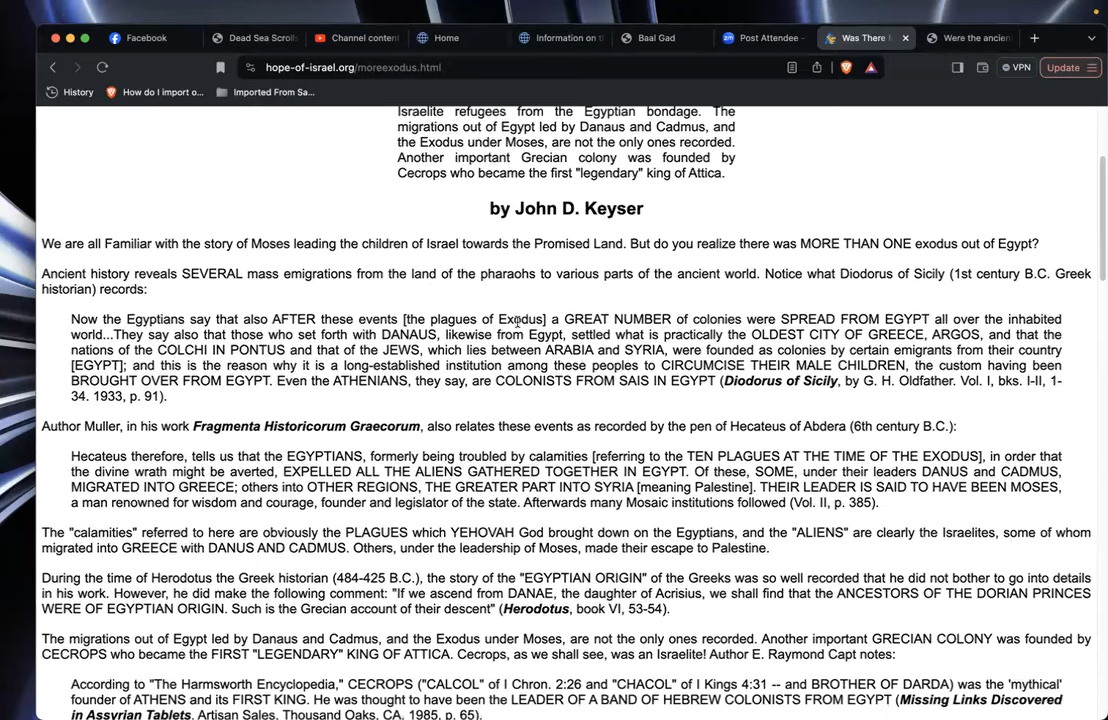 Facebook
Dead Sea Scroll
Channel content
Home
Information on t
Baal Gad
Post Attendee -
Was There
Were the ancien
hope-of-israel.org/moreexodus.html
VPN
Update
History
How do I import o...
Imported From Sa...
Israelite refugees from the Egyptian bondage. The
migrations out of Egypt led by Danaus and Cadmus, and
the Exodus under Moses, are not the only ones recorded.
Another important Grecian colony was founded by
Cecrops who became the first "legendary" king of Attica.
by John D. Keyser
We are all Familiar with the story of Moses leading the children of Israel towards the Promised Land. But do you realize there was MORE THAN ONE exodus out of Egypt?
Ancient history reveals SEVERAL mass emigrations from the land of the pharaohs to various parts of the ancient world. Notice what Diodorus of Sicily (1st century B.C. Greek
historian) records:
Now the Egyptians say that also AFTER these events [the plagues of Exodus] a GREAT NUMBER of colonies were SPREAD FROM EGYPT all over the inhabited
world...They say also that those who set forth with DANAUS, likewise from Egypt, settled what is practically the OLDEST CITY OF GREECE, ARGOS, and that the
nations of the COLCHI IN PONTUS and that of the JEWS, which lies between ARABIA and SYRIA, were founded as colonies by certain emigrants from their country
[EGYPT]; and this is the reason why it is a long-established institution among these peoples to CIRCUMCISE THEIR MALE CHILDREN, the custom having been
BROUGHT OVER FROM EGYPT. Even the ATHENIANS, they say, are COLONISTS FROM SAIS IN EGYPT (Diodorus of Sicily, by G. H. Oldfather. Vol. I, bks. I-II, 1-
34. 1933, p. 91).
Author Muller, in his work Fragmenta Historicorum Graecorum, also relates these events as recorded by the pen of Hecateus of Abdera (6th century B.C.):
Hecateus therefore, tells us that the EGYPTIANS, formerly being troubled by calamities [referring to the TEN PLAGUES AT THE TIME OF THE EXODUS], in order that
the divine wrath might be averted, EXPELLED ALL THE ALIENS GATHERED TOGETHER IN EGYPT. Of these, SOME, under their leaders DANUS and CADMUS,
MIGRATED INTO GREECE; others into OTHER REGIONS, THE GREATER PART INTO SYRIA [meaning Palestine]. THEIR LEADER IS SAID TO HAVE BEEN MOSES,
a man renowned for wisdom and courage, founder and legislator of the state. Afterwards many Mosaic institutions followed (Vol. II, p. 385).
The "calamities" referred to here are obviously the PLAGUES which YEHOVAH God brought down on the Egyptians, and the "ALIENS" are clearly the Israelites, some of whom
migrated into GREECE with DANUS AND CADMUS. Others, under the leadership of Moses, made their escape to Palestine.
During the time of Herodotus the Greek historian (484-425 B.C.), the story of the "EGYPTIAN ORIGIN" of the Greeks was so well recorded that he did not bother to go into details
in his work. However, he did make the following comment: "If we ascend from DANAE, the daughter of Acrisius, we shall find that the ANCESTORS OF THE DORIAN PRINCES
WERE OF EGYPTIAN ORIGIN. Such is the Grecian account of their descent" (Herodotus, book VI, 53-54).
The migrations out of Egypt led by Danaus and Cadmus, and the Exodus under Moses, are not the only ones recorded. Another important GRECIAN COLONY was founded by
CECROPS who became the FIRST "LEGENDARY" KING OF ATTICA. Cecrops, as we shall see, was an Israelite! Author E. Raymond Capt notes:
According to "The Harmsworth Encyclopedia," CECROPS ("CALCOL" of I Chron. 2:26 and "CHACOL" of I Kings 4:31 -- and BROTHER OF DARDA) was the 'mythical'
founder of ATHENS and its FIRST KING. He was thought to have been the LEADER OF A BAND OF HEBREW COLONISTS FROM EGYPT (Missing Links Discovered
in Assyrian Tablets, Artisan Sales, Thousand Oaks, CA. 1985, p. 65).